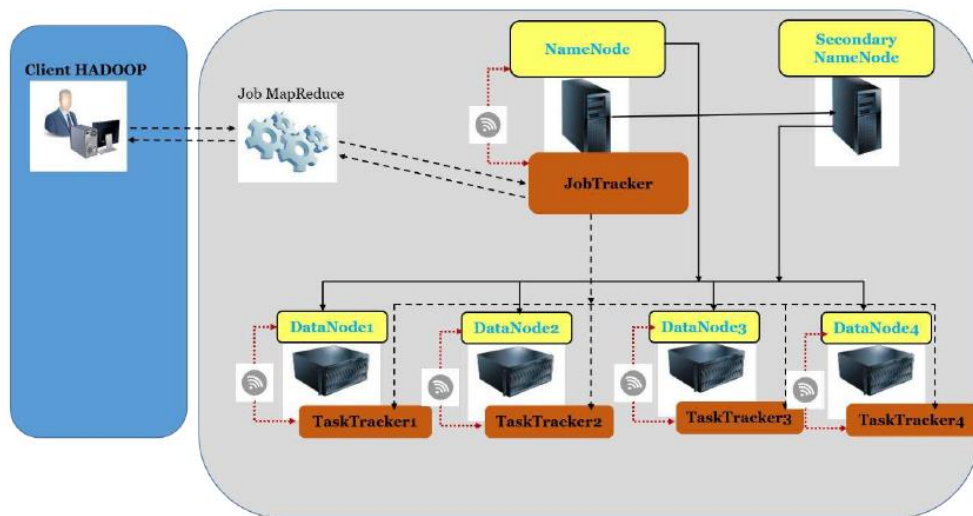 Client HADOOP
Job MapReduce
NameNode
Secondary
NameNode
JobTracker
DataNode1
DataNode2
DataNode3
DataNode4
TaskTracker1
TaskTracker2
TaskTracker3
TaskTracker4